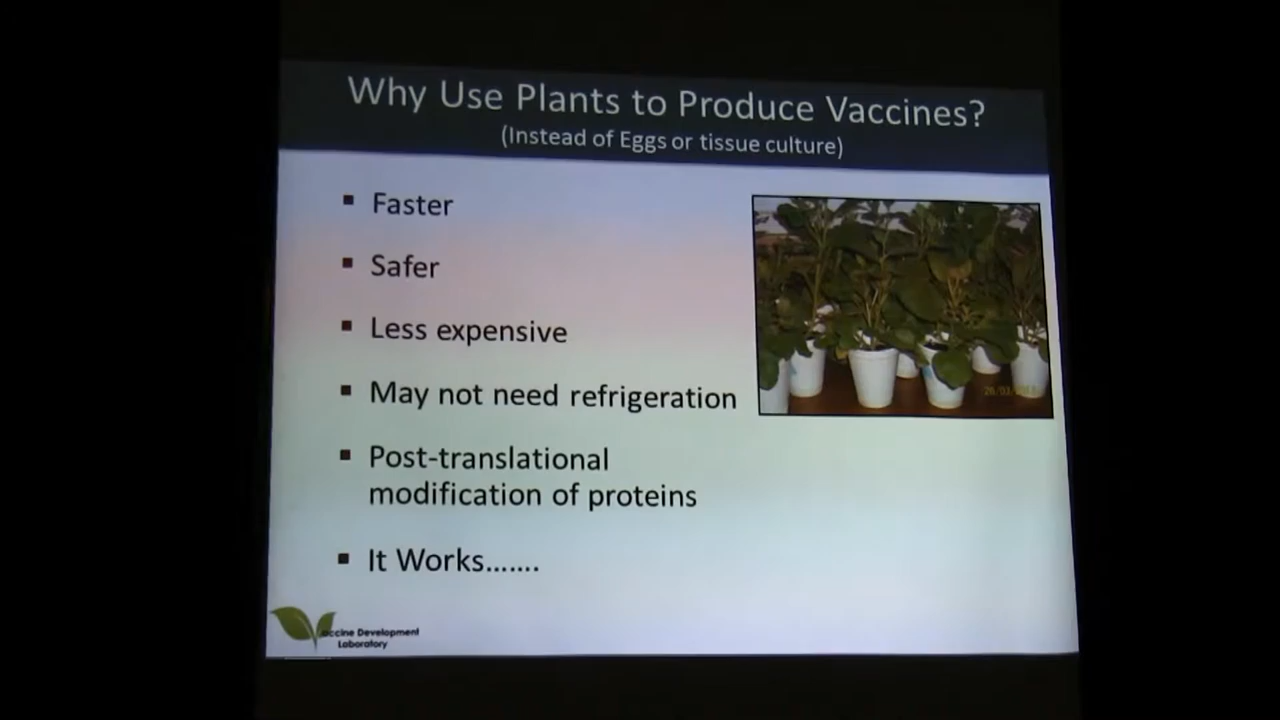 Why Use Plants to Produce Vaccines?
(Instead of Eggs or tissue culture)
▪ Faster
▪ Safer
▪ Less expensive
▪ May not need refrigeration
▪ Post-translational
modification of proteins
▪ It Works…….
Vaccine Development
Laboratory